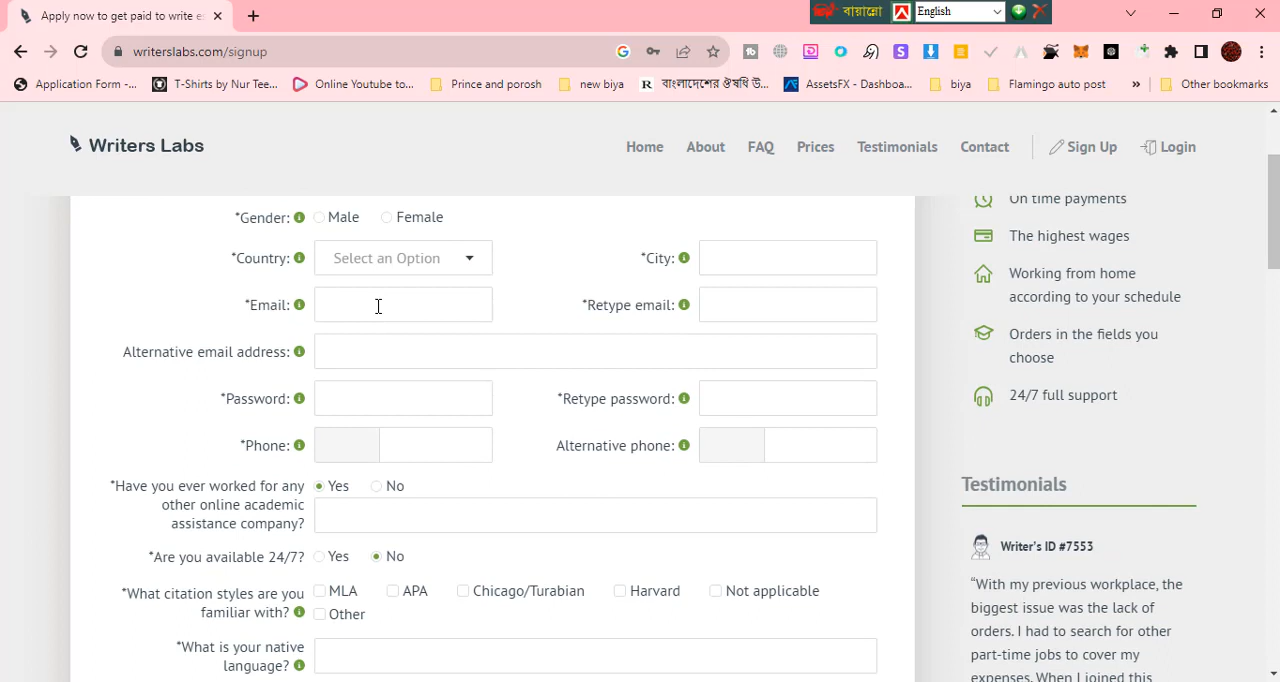 Apply now to get paid to write e
বায়ান্নো
English
writerslabs.com/signup
Application Form -...
T-Shirts by Nur Tee...
Online Youtube to...
Prince and porosh
new biya
বাংলাদেশের ঔষধি উ...
AssetsFX - Dashboa...
biya
Flamingo auto post
»
Other bookmarks
Writers Labs
Home
About
FAQ
Prices
Testimonials
Contact
Sign Up
Login
*Gender:
Male
Female
*Country:
Select an Option
*City:
*Email:
*Retype email:
Alternative email address:
*Password:
*Retype password:
*Phone:
Alternative phone:
*Have you ever worked for any
other online academic
assistance company?
Yes
No
*Are you available 24/7?
Yes
No
*What citation styles are you
familiar with?
MLA
APA
Chicago/Turabian
Harvard
Not applicable
Other
*What is your native
language?
On time payments
The highest wages
Working from home
according to your schedule
Orders in the fields you
choose
24/7 full support
Testimonials
Writer's ID #7553
“With my previous workplace, the
biggest issue was the lack of
orders. I had to search for other
part-time jobs to cover my
expenses. When I joined this